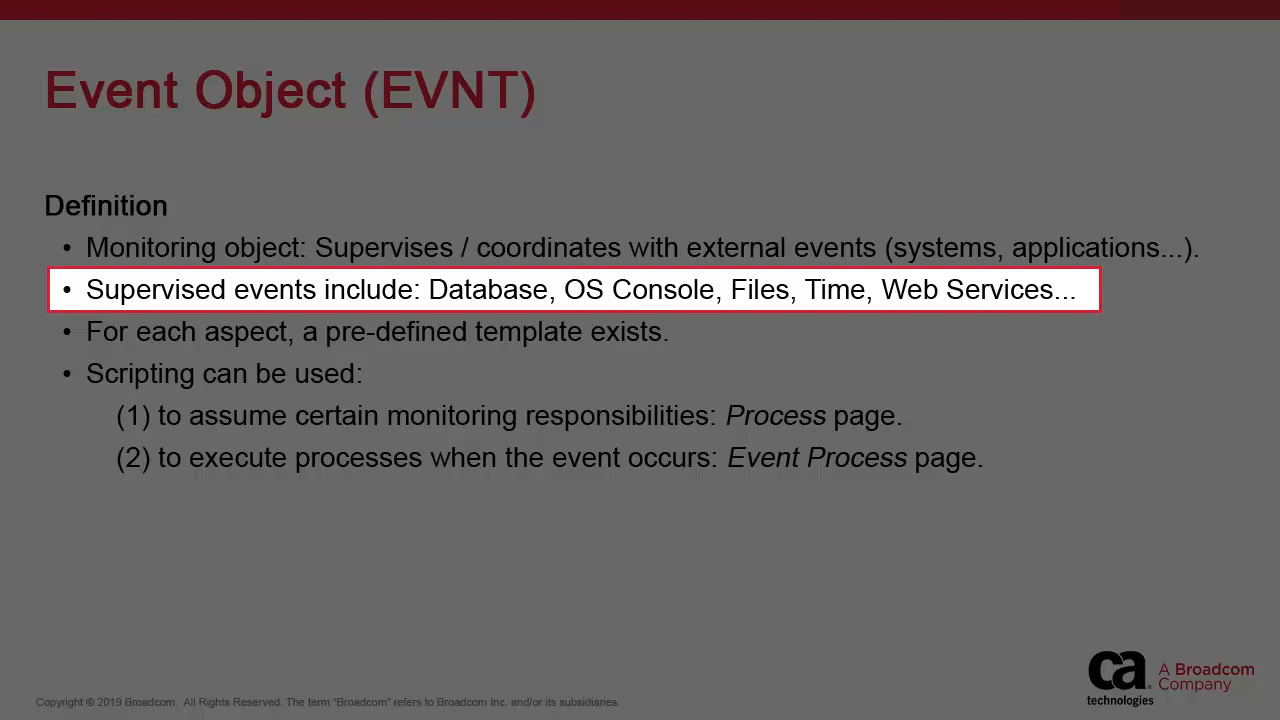 Event Object (EVNT)
Definition
• Monitoring object: Supervises / coordinates with external events (systems, applications...).
• Supervised events include: Database, OS Console, Files, Time, Web Services...
• For each aspect, a pre-defined template exists.
• Scripting can be used:
(1) to assume certain monitoring responsibilities: Process page.
(2) to execute processes when the event occurs: Event Process page.
ca technologies
A Broadcom
Company
Copyright © 2019 Broadcom. All Rights Reserved. The term “Broadcom” refers to Broadcom Inc. and/or its subsidiaries.